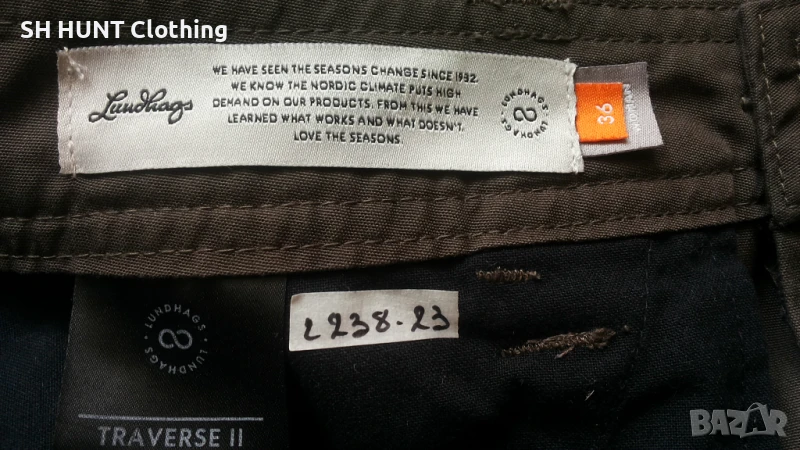 SH HUNT Clothing
Lundhags
WE HAVE SEEN THE SEASONS CHANGE SINCE 1932.
WE KNOW THE NORDIC CLIMATE PUTS HIGH
DEMAND ON OUR PRODUCTS. FROM THIS WE HAVE
LEARNED WHAT WORKS AND WHAT DOESN'T.
LOVE THE SEASONS.
LUNDHAGS · LUNDHAGS ·
36
WOMAN
LUNDHAGS · LUNDHAGS ·
2238-23
TRAVERSE II
BAZAR